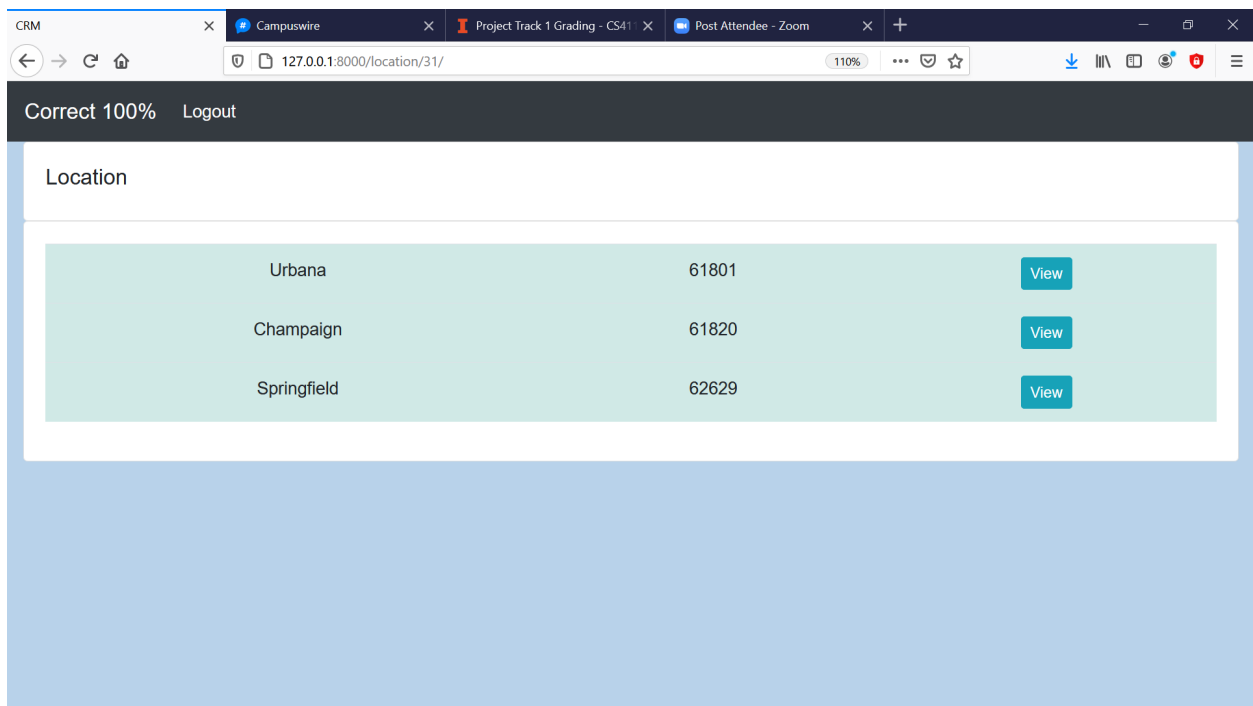 CRM Campuswire Project Track 1 Grading - CS411 Post Attendee - Zoom
127.0.0.1:8000/location/31/ 110%
Correct 100% Logout
Location
Urbana 61801 View
Champaign 61820 View
Springfield 62629 View